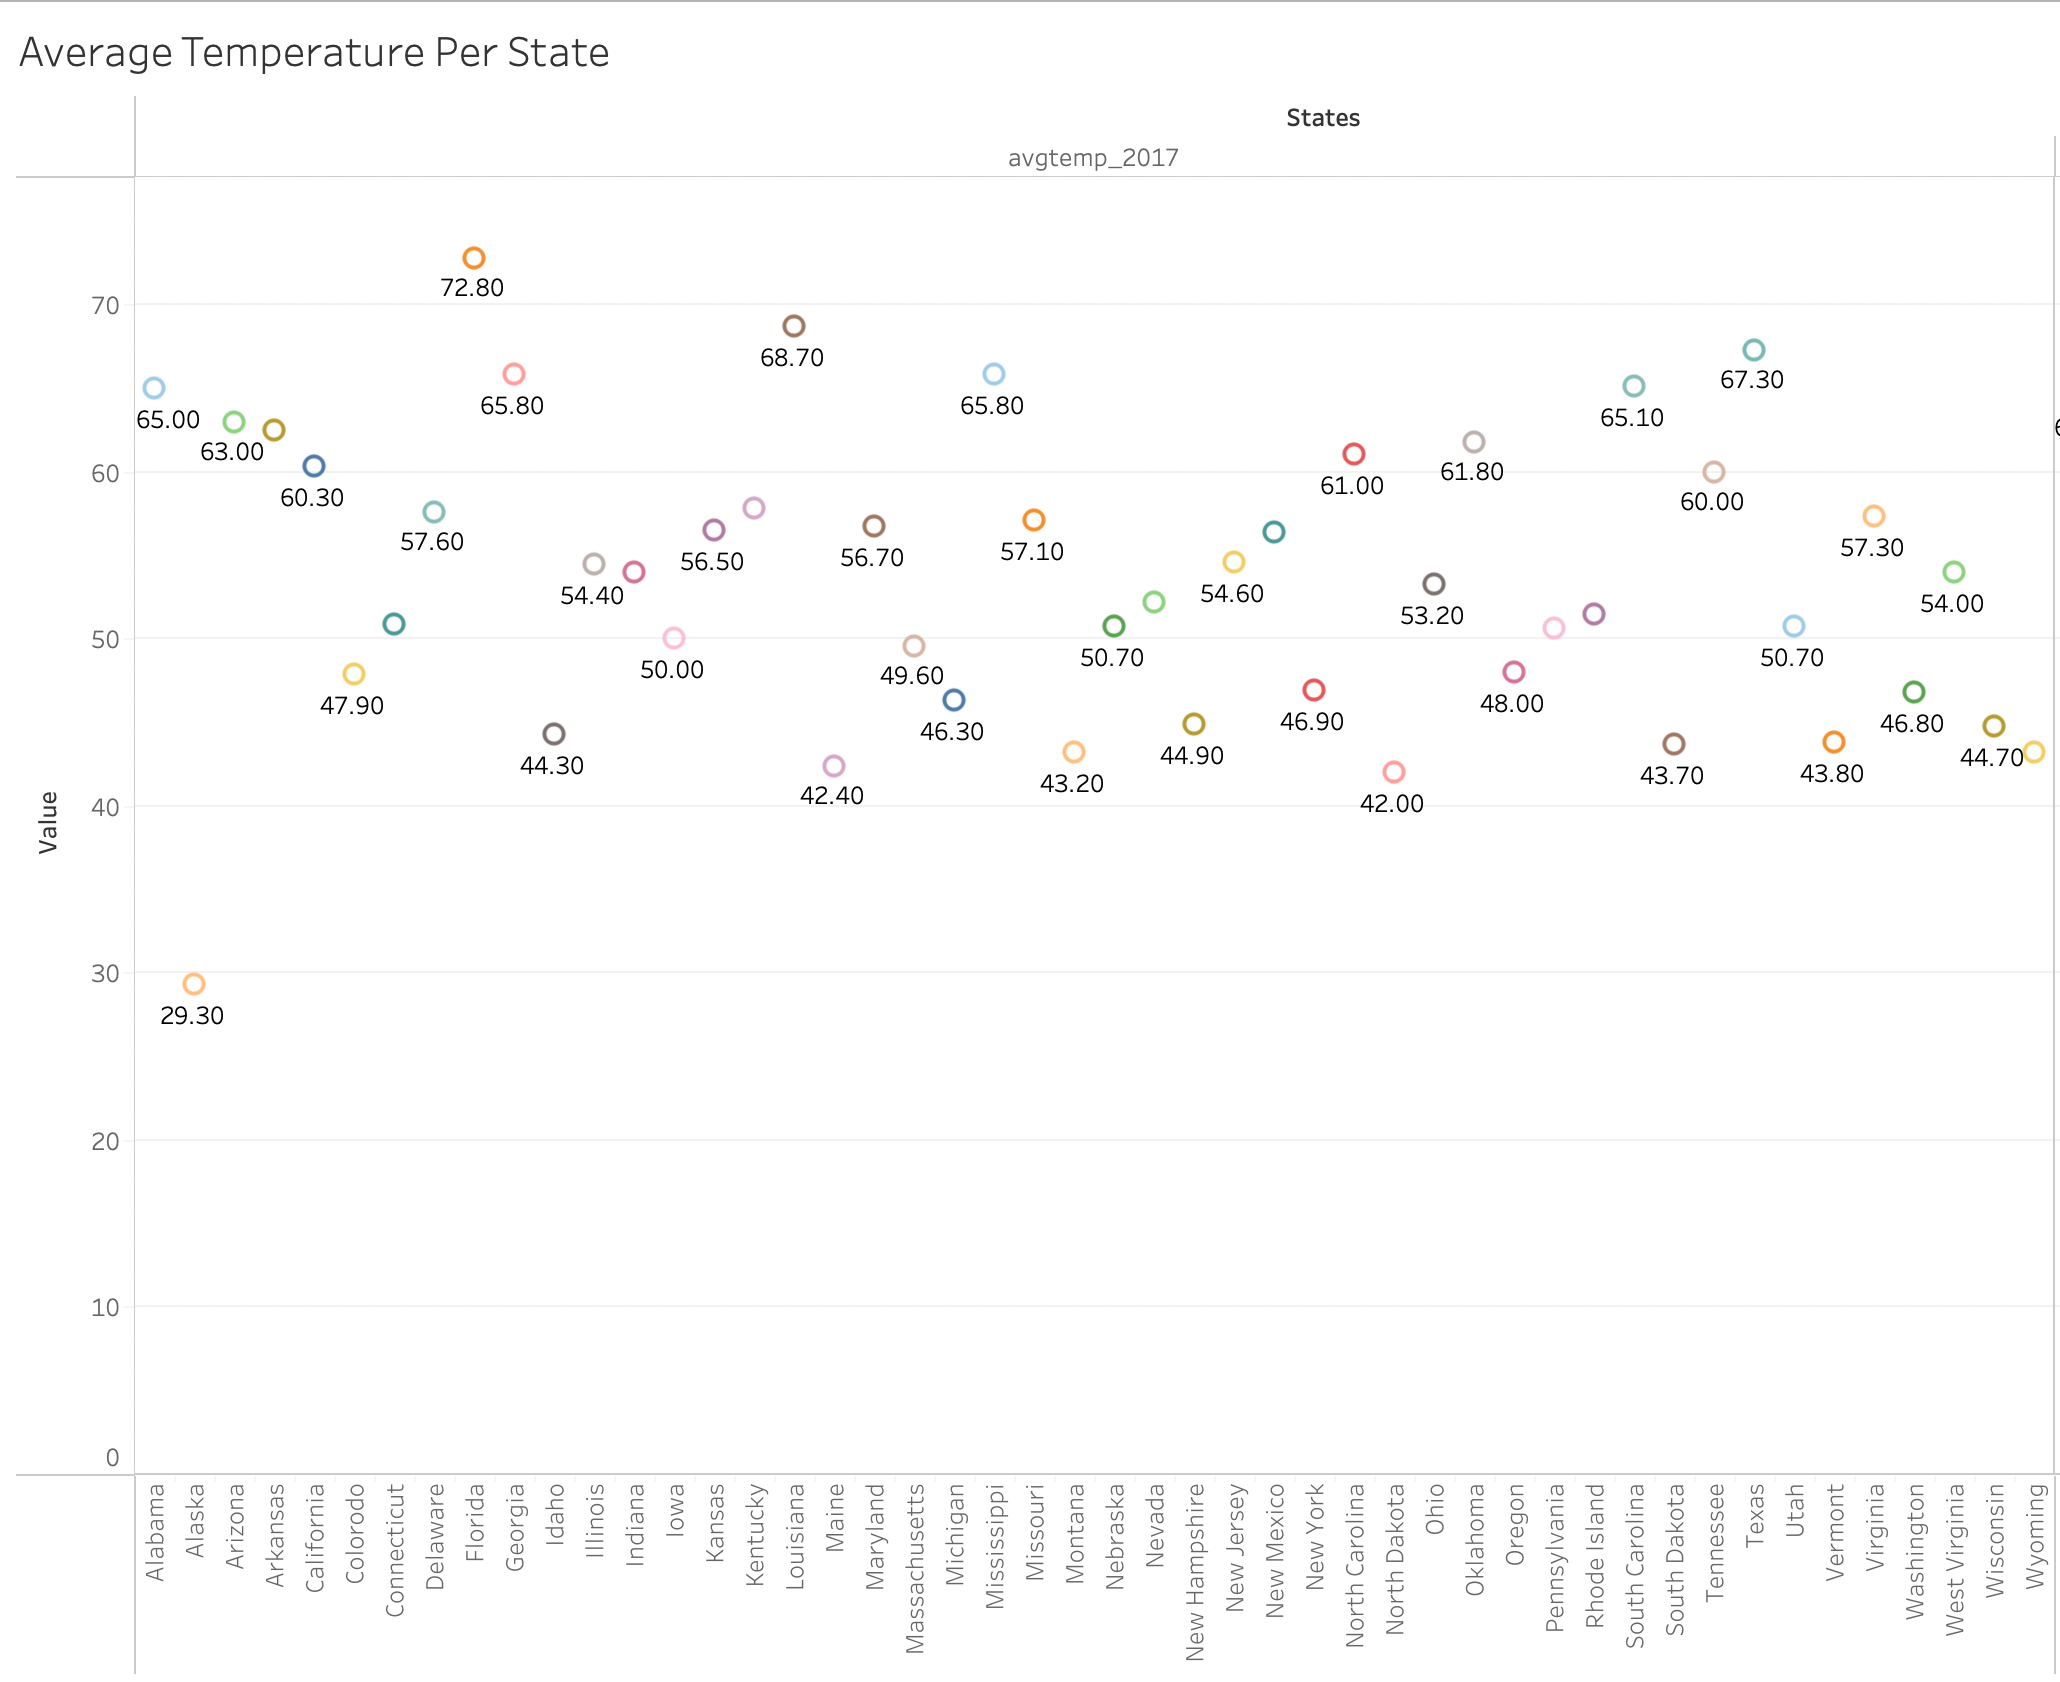 Average Temperature Per State
States
avgtemp_2017
Value
70
60
50
40
30
20
10
0
72.80
68.70
67.30
65.80
65.80
65.00
65.10
63.00
61.80
61.00
60.30
60.00
57.60
57.10
57.30
56.50
56.70
54.40
54.60
54.00
53.20
50.00
50.70
50.70
49.60
47.90
48.00
46.30
46.90
46.80
44.30
44.90
44.70
43.20
43.70
43.80
42.40
42.00
29.30
Alabama
Alaska
Arizona
Arkansas
California
Colorodo
Connecticut
Delaware
Florida
Georgia
Idaho
Illinois
Indiana
Iowa
Kansas
Kentucky
Louisiana
Maine
Maryland
Massachusetts
Michigan
Mississippi
Missouri
Montana
Nebraska
Nevada
New Hampshire
New Jersey
New Mexico
New York
North Carolina
North Dakota
Ohio
Oklahoma
Oregon
Pennsylvania
Rhode Island
South Carolina
South Dakota
Tennessee
Texas
Utah
Vermont
Virginia
Washington
West Virginia
Wisconsin
Wyoming